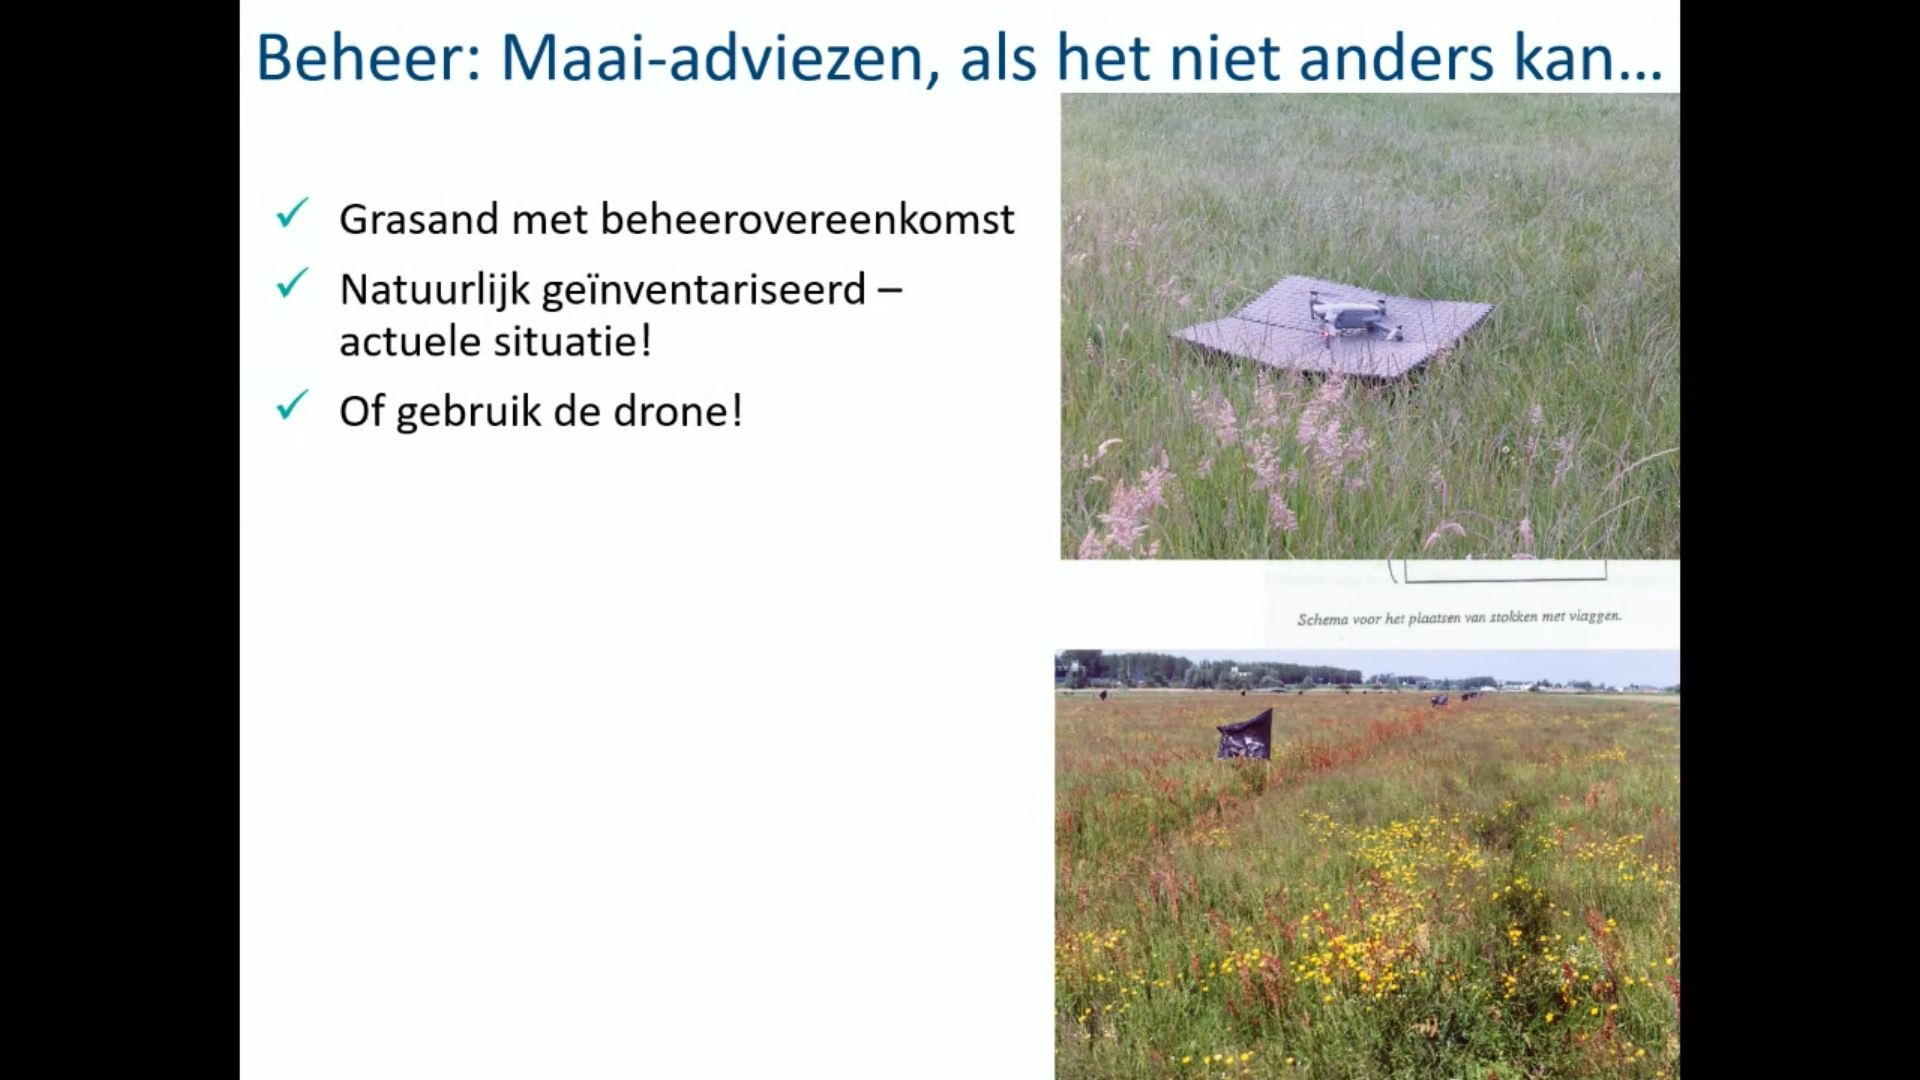 Beheer: Maai-adviezen, als het niet anders kan...
Grasand met beheerovereenkomst
Natuurlijk geïnventariseerd –
actuele situatie!
Of gebruik de drone!
Schema voor het plaatsen van stokken met vlaggen.